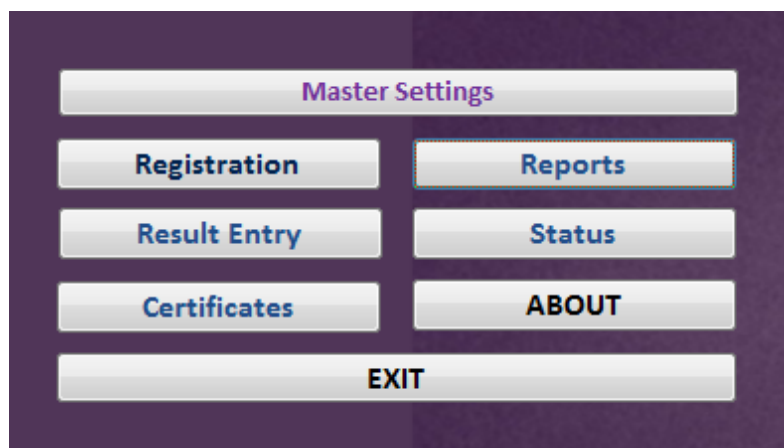 Master Settings
Registration
Reports
Result Entry
Status
Certificates
ABOUT
EXIT